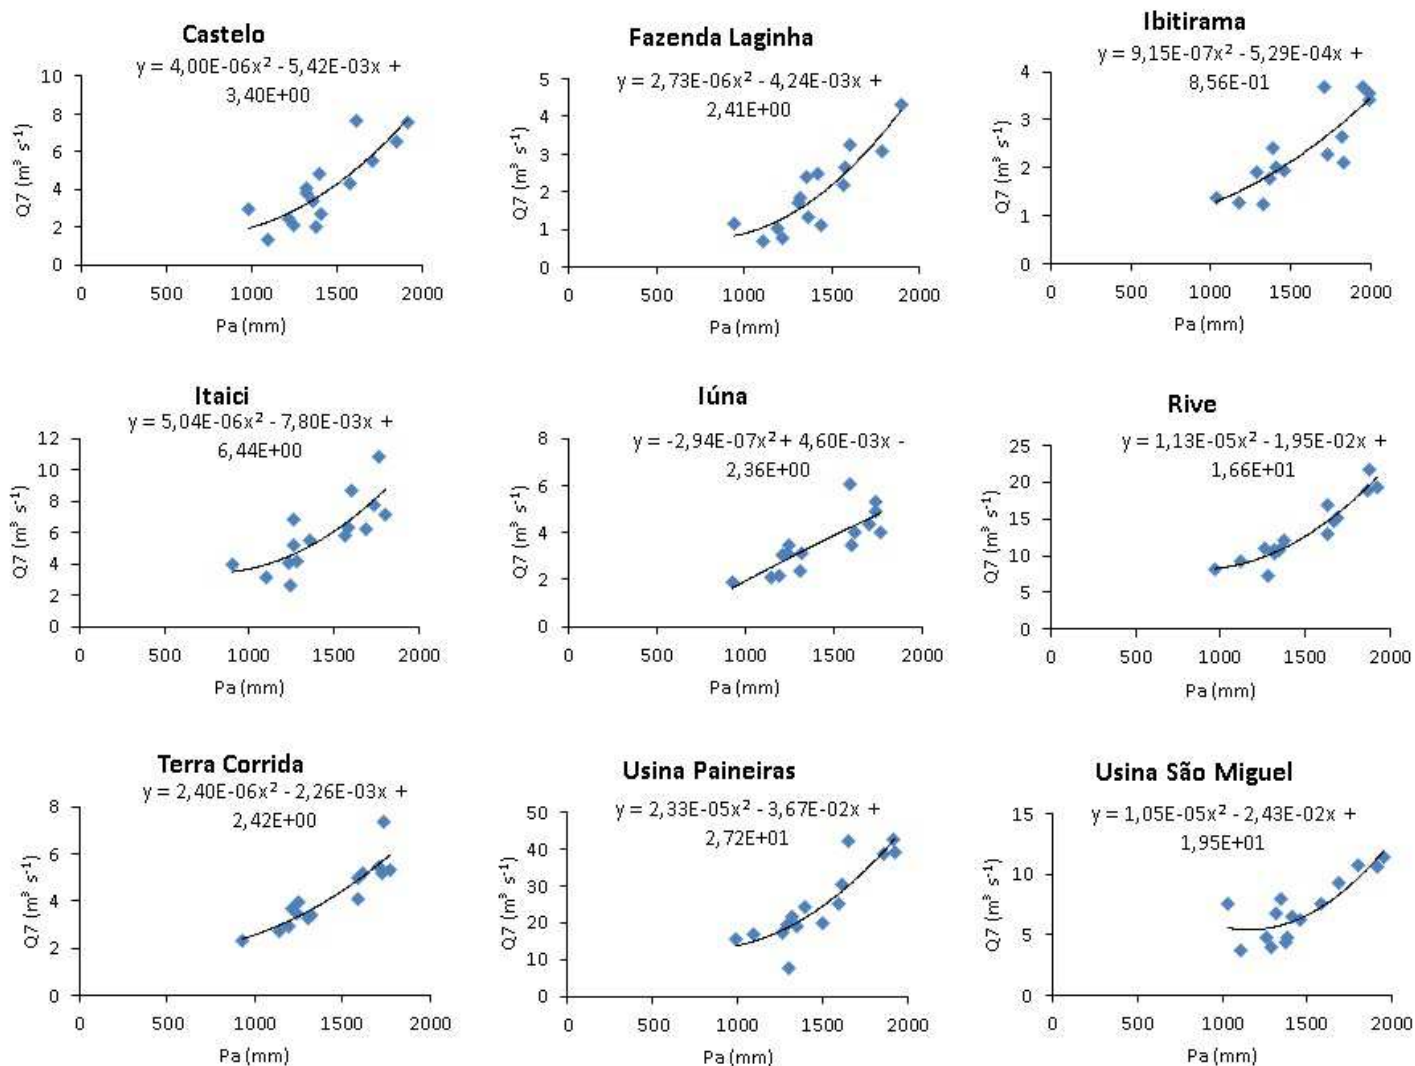 Castelo
y = 4,00E-06x² - 5,42E-03x +
3,40E+00
Q7 (m³ s⁻¹)
10
8
6
4
2
0
0 500 1000 1500 2000
Pa (mm)
Fazenda Laginha
y = 2,73E-06x² - 4,24E-03x +
2,41E+00
Q7 (m³ s⁻¹)
5
4
3
2
1
0
0 500 1000 1500 2000
Pa (mm)
Ibitirama
y = 9,15E-07x² - 5,29E-04x +
8,56E-01
Q7 (m³ s⁻¹)
4
3
2
1
0
0 500 1000 1500 2000
Pa (mm)
Itaici
y = 5,04E-06x² - 7,80E-03x +
6,44E+00
Q7 (m³ s⁻¹)
12
10
8
6
4
2
0
0 500 1000 1500 2000
Pa (mm)
Iúna
y = -2,94E-07x² + 4,60E-03x -
2,36E+00
Q7 (m³ s⁻¹)
8
6
4
2
0
0 500 1000 1500 2000
Pa (mm)
Rive
y = 1,13E-05x² - 1,95E-02x +
1,66E+01
Q7 (m³ s⁻¹)
25
20
15
10
5
0
0 500 1000 1500 2000
Pa (mm)
Terra Corrida
y = 2,40E-06x² - 2,26E-03x +
2,42E+00
Q7 (m³ s⁻¹)
8
6
4
2
0
0 500 1000 1500 2000
Pa (mm)
Usina Paineiras
y = 2,33E-05x² - 3,67E-02x +
2,72E+01
Q7 (m³ s⁻¹)
50
40
30
20
10
0
0 500 1000 1500 2000
Pa (mm)
Usina São Miguel
y = 1,05E-05x² - 2,43E-02x +
1,95E+01
Q7 (m³ s⁻¹)
15
10
5
0
0 500 1000 1500 2000
Pa (mm)